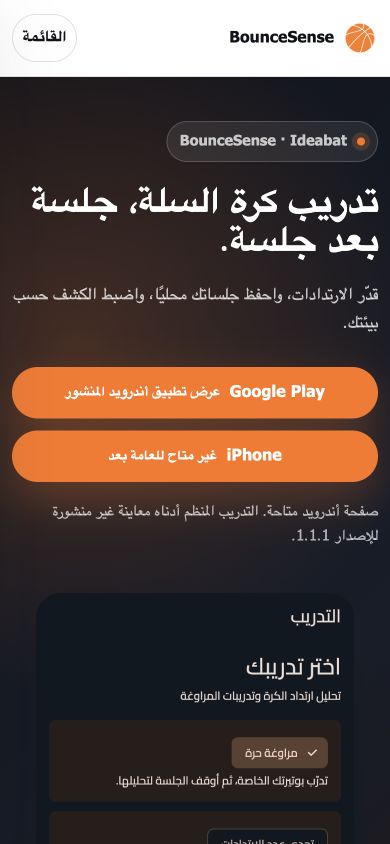 BounceSense
القائمة
BounceSense · Ideabat
تدريب كرة السلة، جلسة
بعد جلسة.
قدّر الارتدادات، واحفظ جلساتك محليًا، واضبط الكشف حسب
بيئتك.
Google Play عرض تطبيق أندرويد المنشور
iPhone غير متاح للعامة بعد
صفحة أندرويد متاحة. التدريب المنظم أدناه معاينة غير منشورة
للإصدار 1.1.1.
التدريب
اختر تدريبك
تحليل ارتداد الكرة وتدريبات المراوغة
✓ مراوغة حرة
تدرّب بوتيرتك الخاصة، ثم أوقف الجلسة لتحليلها.
تحدي عدد الارتدادات